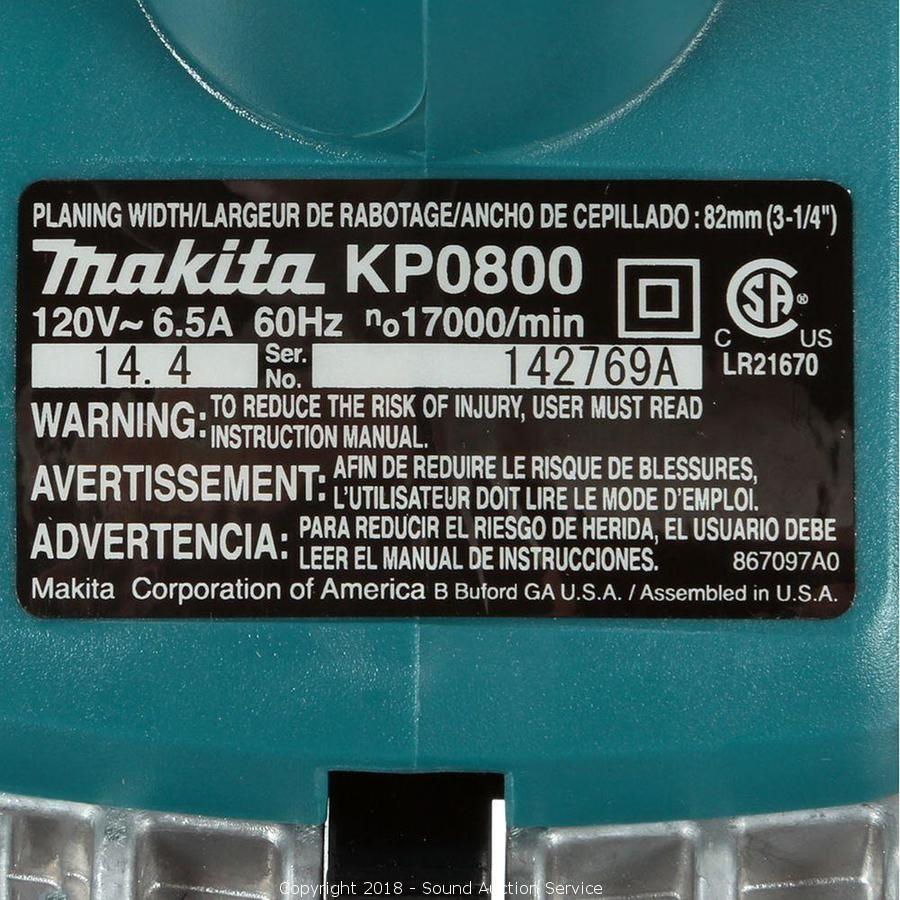 PLANING WIDTH/LARGEUR DE RABOTAGE/ANCHO DE CEPILLADO : 82mm (3-1/4")
Makita KP0800
120V~ 6.5A 60Hz no17000/min
SA ®
C US
LR21670
14.4 Ser. No. 142769A
WARNING: TO REDUCE THE RISK OF INJURY, USER MUST READ
INSTRUCTION MANUAL.
AVERTISSEMENT: AFIN DE REDUIRE LE RISQUE DE BLESSURES,
L'UTILISATEUR DOIT LIRE LE MODE D'EMPLOI.
ADVERTENCIA: PARA REDUCIR EL RIESGO DE HERIDA, EL USUARIO DEBE
LEER EL MANUAL DE INSTRUCCIONES. 867097A0
Makita Corporation of America B Buford GA U.S.A. / Assembled in U.S.A.
Copyright 2018 - Sound Auction Service